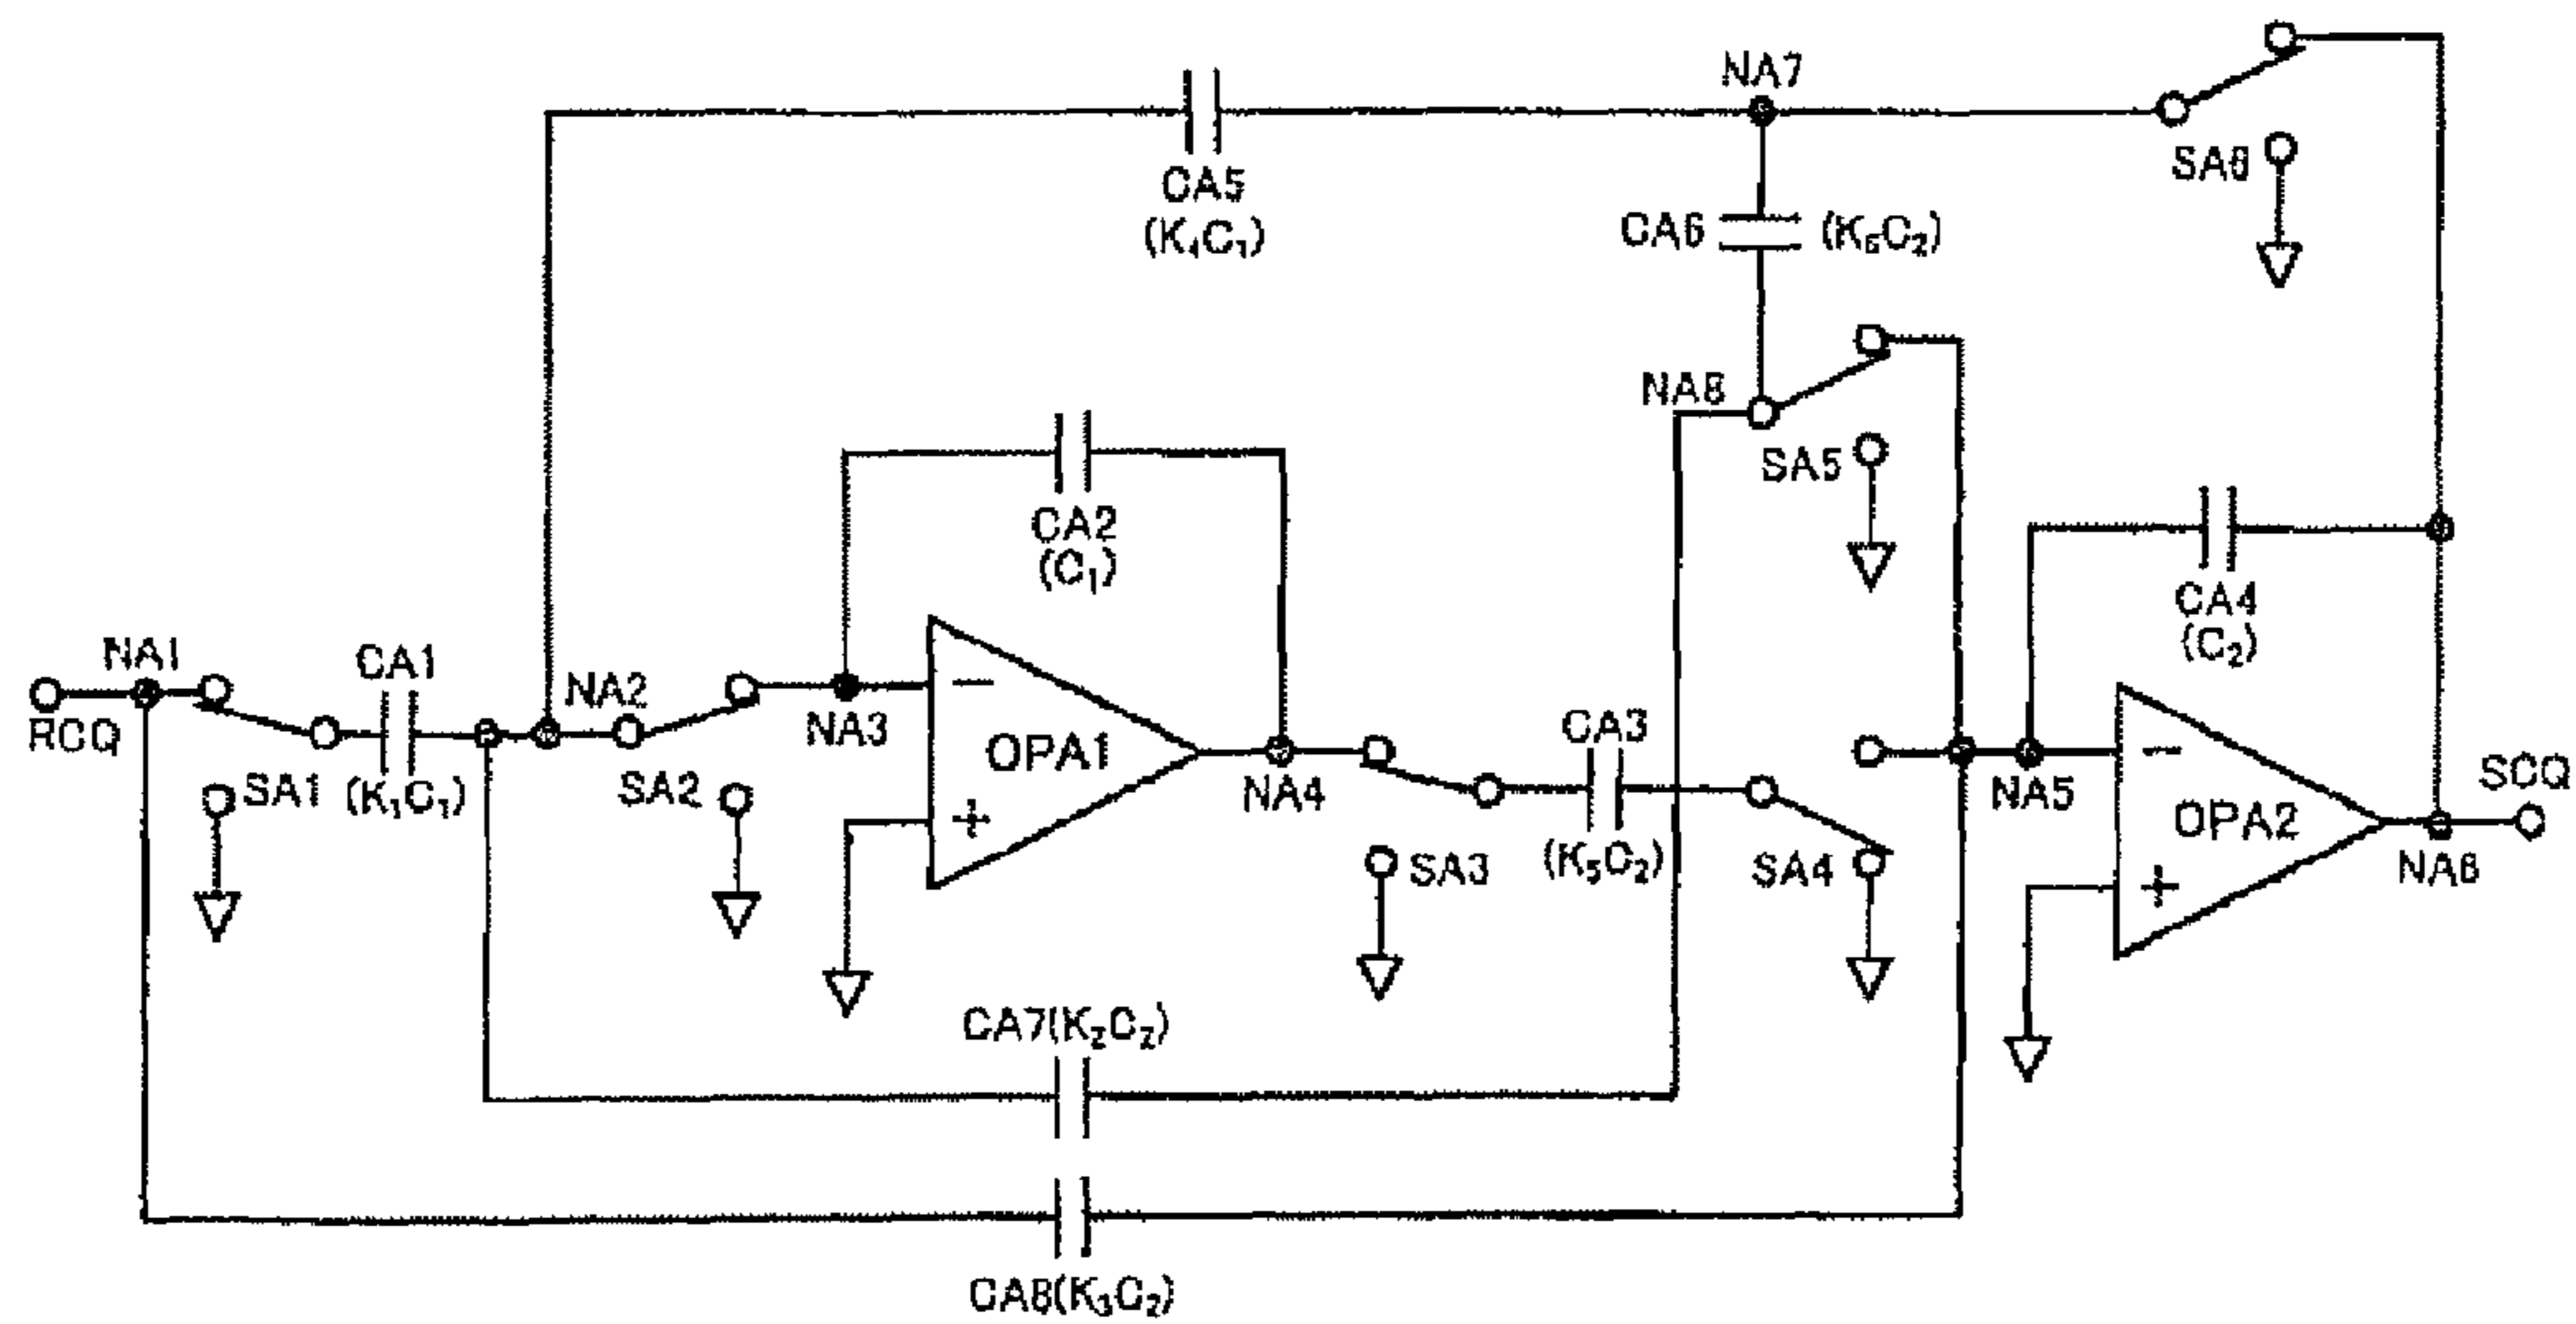 NA7
SA6
CA5
(K₄C₁)
CA6
(K₆C₂)
NA8
SA5
CA2
(C₁)
CA4
(C₂)
NA1
RCQ
CA1
NA2
NA3
OPA1
NA4
CA3
NA5
OPA2
SCQ
SA1
(K₁C₁)
SA2
SA3
(K₅C₂)
SA4
NA6
CA7(K₂C₂)
CA8(K₃C₂)